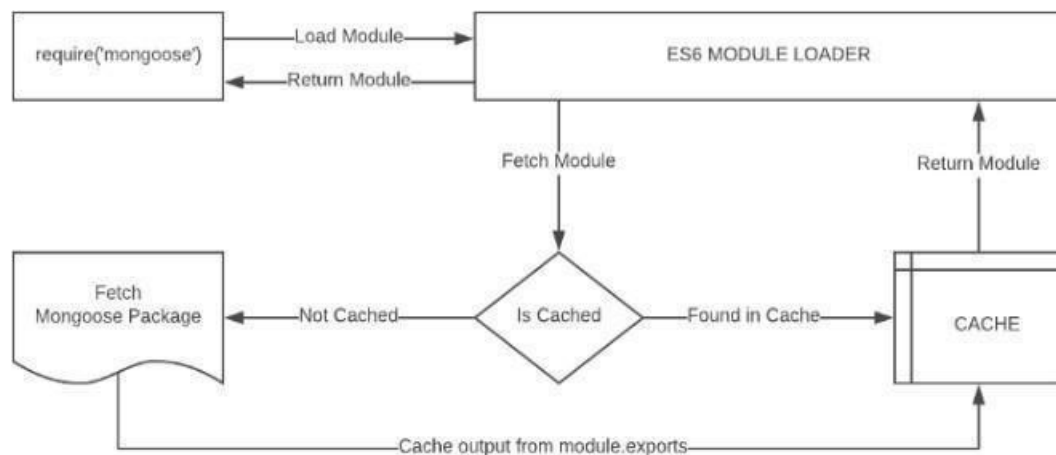 require('mongoose')
Load Module
Return Module
ES6 MODULE LOADER
Fetch Module
Return Module
Fetch
Mongoose Package
Not Cached
Is Cached
Found in Cache
CACHE
Cache output from module.exports